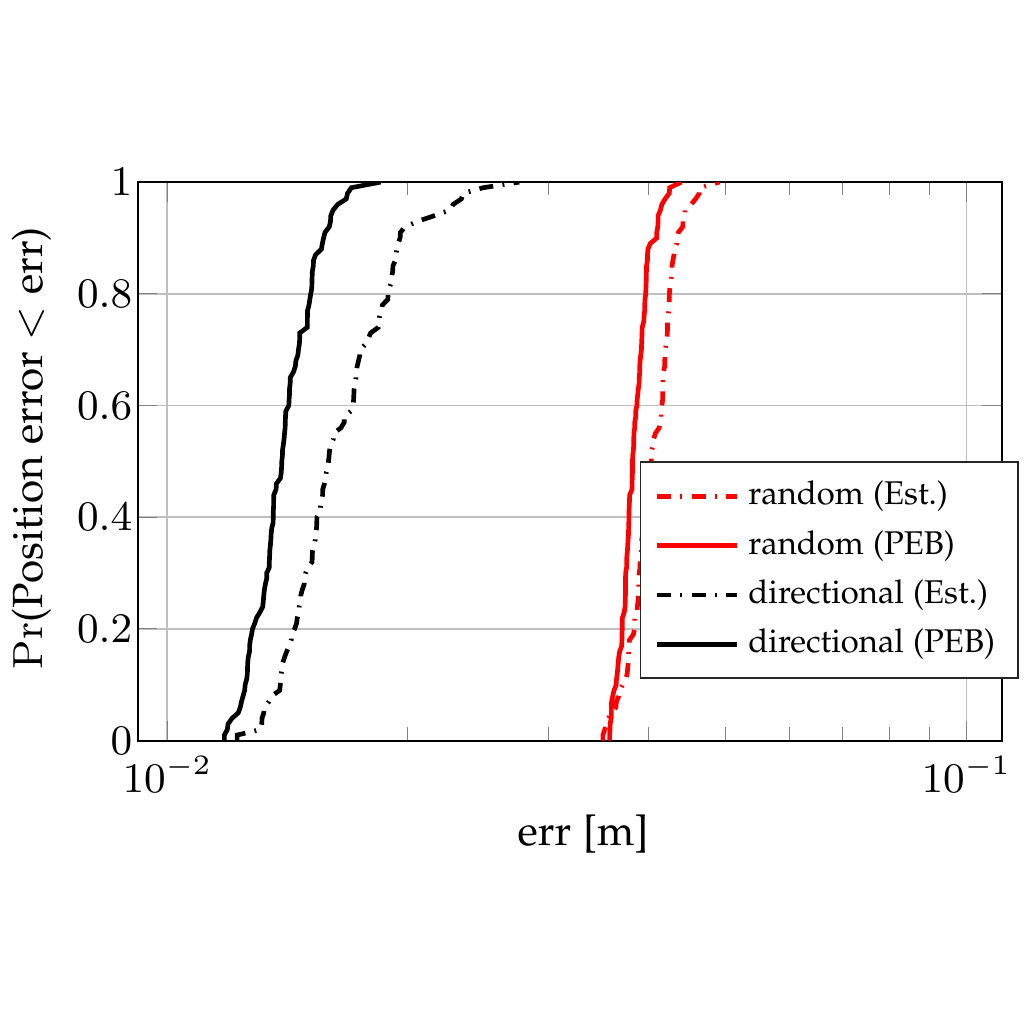 Pr(Position error < err)
1
0.8
0.6
0.4
0.2
0
random (Est.)
random (PEB)
directional (Est.)
directional (PEB)
10⁻² 10⁻¹
err [m]